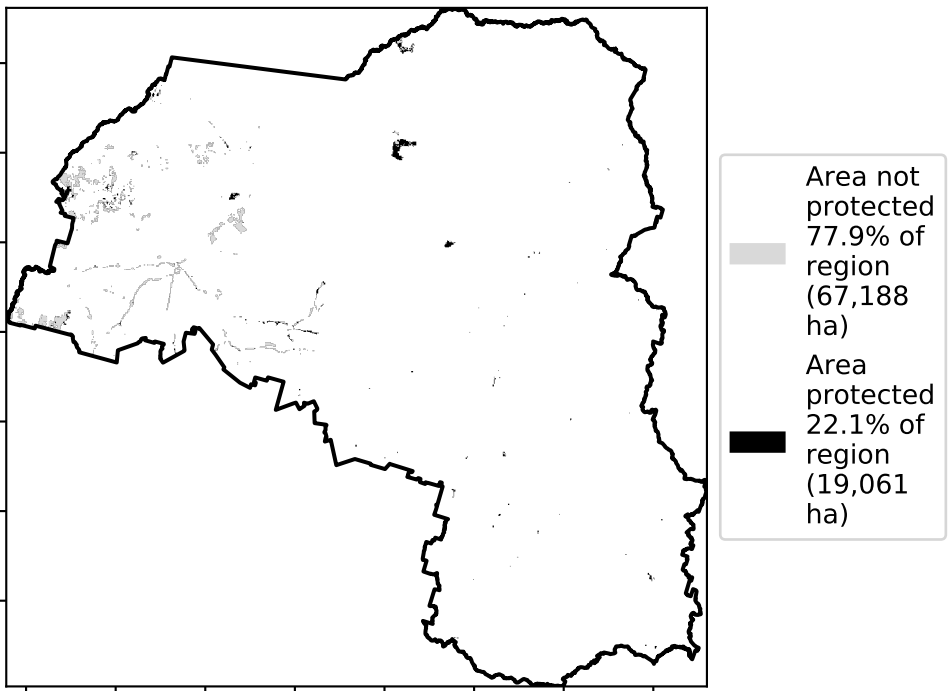 Area not
protected
77.9% of
region
(67,188
ha)
Area
protected
22.1% of
region
(19,061
ha)